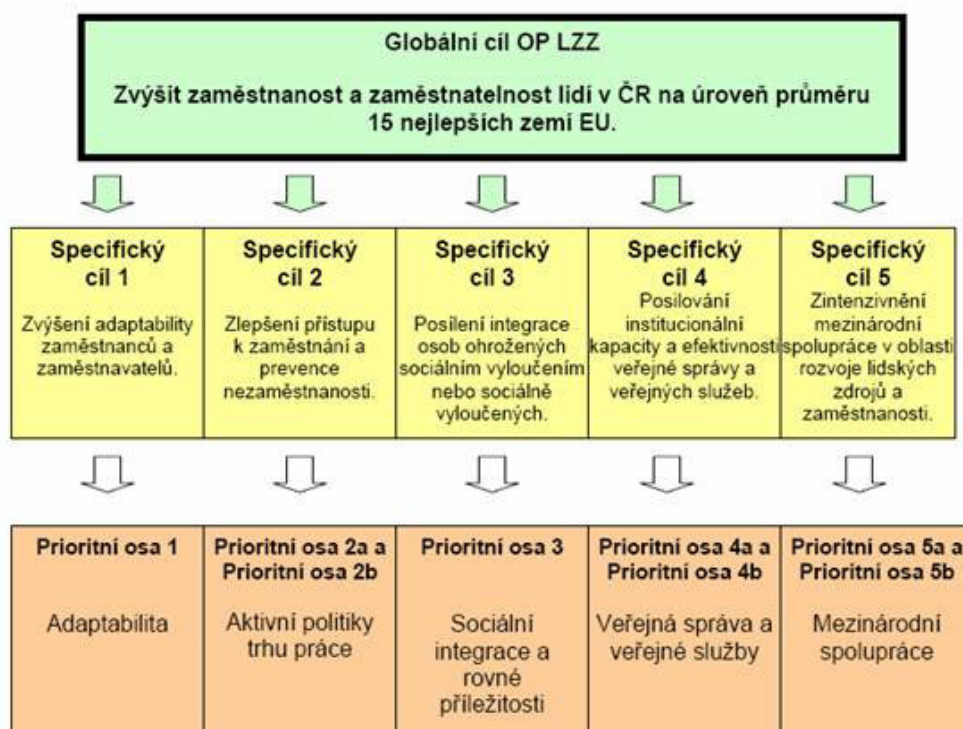 Globální cíl OP LZZ
Zvýšit zaměstnanost a zaměstnatelnost lidí v ČR na úroveň průměru
15 nejlepších zemí EU.
Specifický
cíl 1
Zvýšení adaptability
zaměstnanců a
zaměstnavatelů.
Specifický
cíl 2
Zlepšení přístupu
k zaměstnání a
prevence
nezaměstnanosti.
Specifický
cíl 3
Posílení integrace
osob ohrožených
sociálním vyloučením
nebo sociálně
vyloučených.
Specifický
cíl 4
Posilování
institucionální
kapacity a efektivnosti
veřejné správy a
veřejných služeb.
Specifický
cíl 5
Zintenzivnění
mezinárodní
spolupráce v oblasti
rozvoje lidských
zdrojů a
zaměstnanosti.
Prioritní osa 1
Adaptabilita
Prioritní osa 2a a
Prioritní osa 2b
Aktivní politiky
trhu práce
Prioritní osa 3
Sociální
integrace a
rovné
příležitosti
Prioritní osa 4a a
Prioritní osa 4b
Veřejná správa a
veřejné služby
Prioritní osa 5a a
Prioritní osa 5b
Mezinárodní
spolupráce